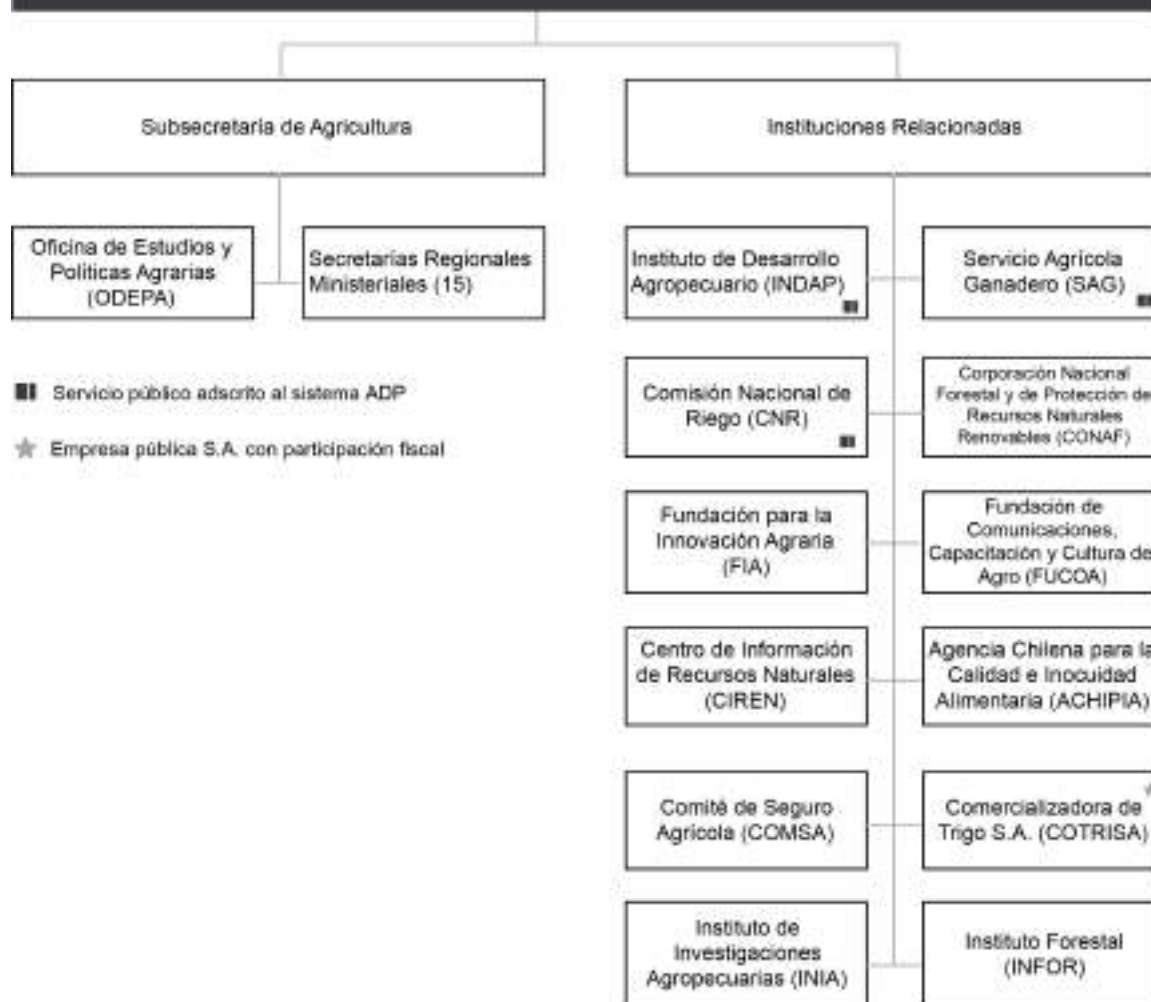 Subsecretaría de Agricultura
Instituciones Relacionadas
Oficina de Estudios y
Políticas Agrarias
(ODEPA)
Secretarías Regionales
Ministeriales (15)
Servicio público adscrito al sistema ADP
Empresa pública S.A. con participación fiscal
Instituto de Desarrollo
Agropecuario (INDAP)
Servicio Agrícola
Ganadero (SAG)
Comisión Nacional de
Riego (CNR)
Corporación Nacional
Forestal y de Protección de
Recursos Naturales
Renovables (CONAF)
Fundación para la
Innovación Agraria
(FIA)
Fundación de
Comunicaciones,
Capacitación y Cultura de
Agro (FUCOA)
Centro de Información
de Recursos Naturales
(CIREN)
Agencia Chilena para la
Calidad e Inocuidad
Alimentaria (ACHIPIA)
Comité de Seguro
Agrícola (COMSA)
Comercializadora de
Trigo S.A. (COTRISA)
Instituto de
Investigaciones
Agropecuarias (INIA)
Instituto Forestal
(INFOR)